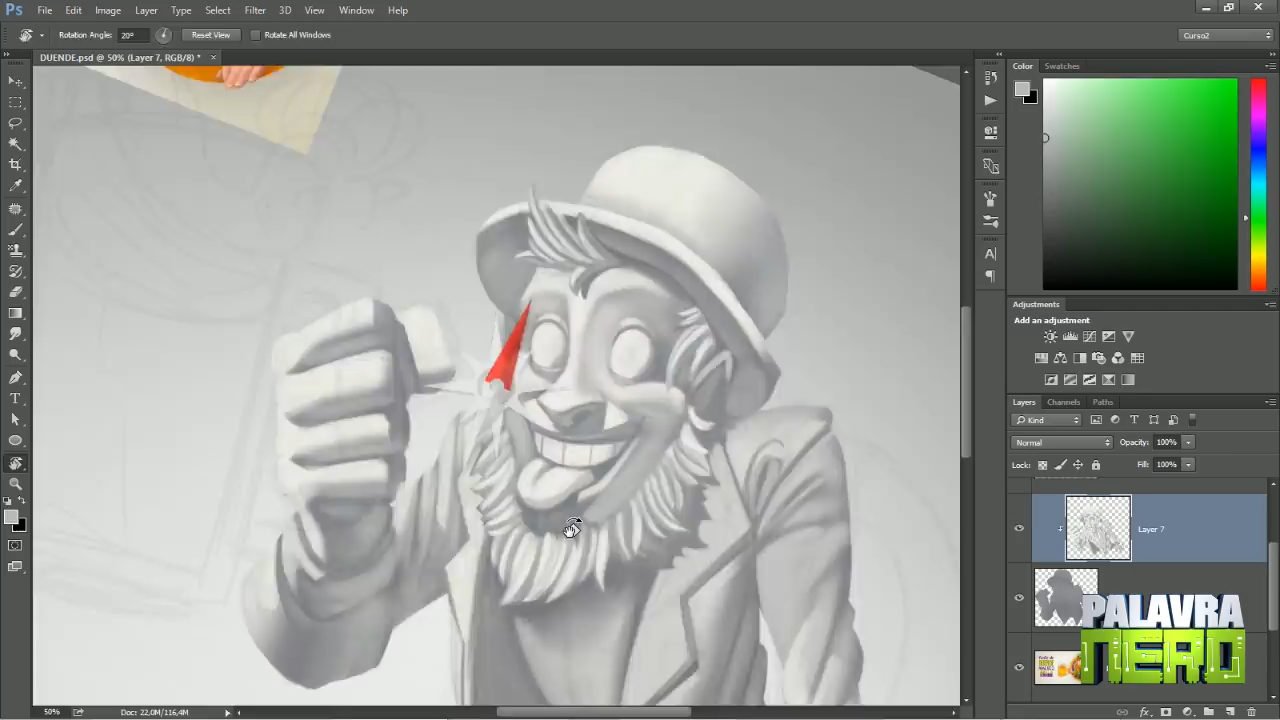 Ps File Edit Image Layer Type Select Filter 3D View Window Help
Rotation Angle: 20º Reset View Rotate All Windows Curso2
DUENDE.psd @ 50% (Layer 7, RGB/8) * ×
Color Swatches
Adjustments
Add an adjustment
Layers Channels Paths
Kind
Normal Opacity: 100%
Lock: Fill: 100%
Layer 7
PALAVRA
NERD
50% Doc: 22,0M/116,4M
fx